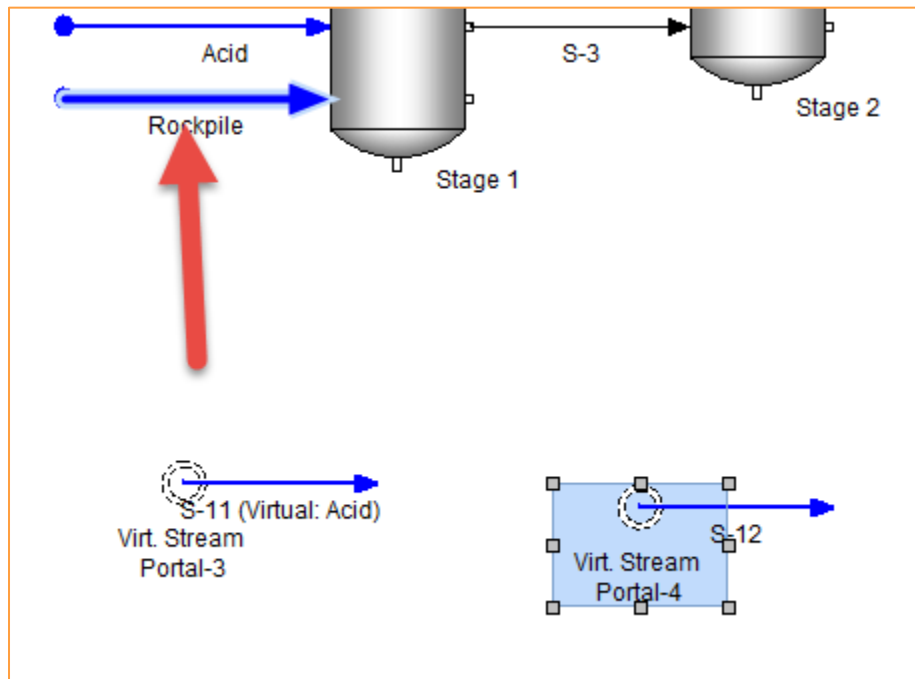 Acid
S-3
Rockpile
Stage 2
Stage 1
S-11 (Virtual: Acid)
Virt. Stream
Portal-3
S-12
Virt. Stream
Portal-4